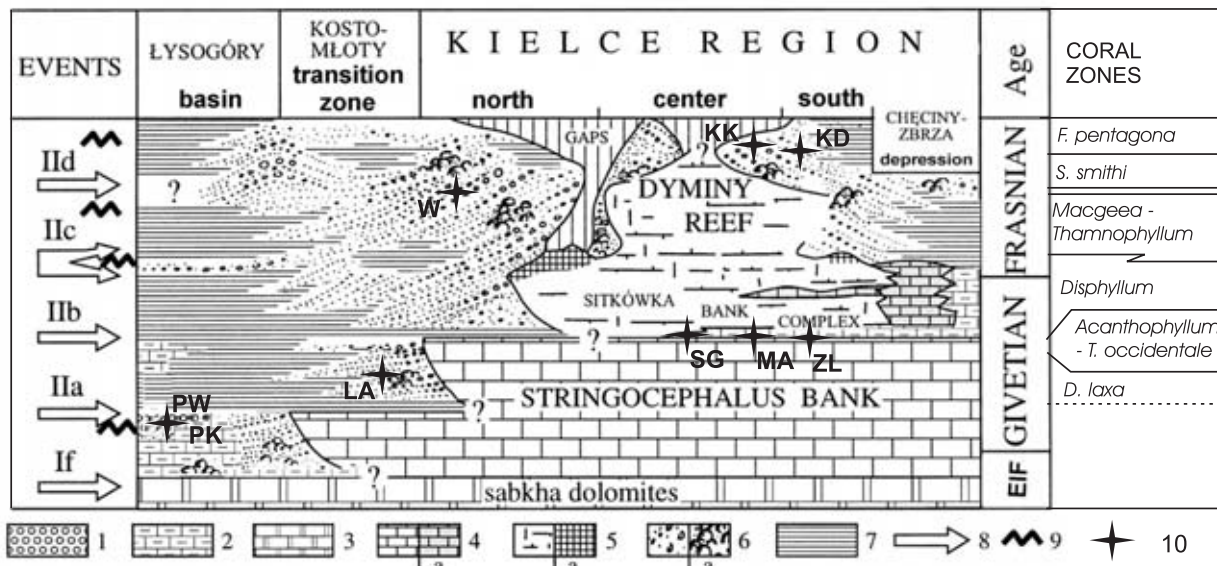 EVENTS
ŁYSOGÓRY
basin
KOSTO-
MŁOTY
transition
zone
KIELCE REGION
north
center
south
CHĘCINY-
ZBRZA
depression
Age
CORAL
ZONES
IId
IIc
IIb
IIa
If
?
W
GAPS
KK
?
KD
DYMINY
REEF
SITKÓWKA
BANK
COMPLEX
?
SG
MA
ZL
LA
?
STRINGOCEPHALUS BANK
PW
PK
?
sabkha dolomites
FRASNIAN
GIVETIAN
EIF
F. pentagona
S. smithi
Macgeea -
Thamnophyllum
Disphyllum
Acanthophyllum
- T. occidentale
D. laxa
1
2
3
4
5
6
7
8
9
10